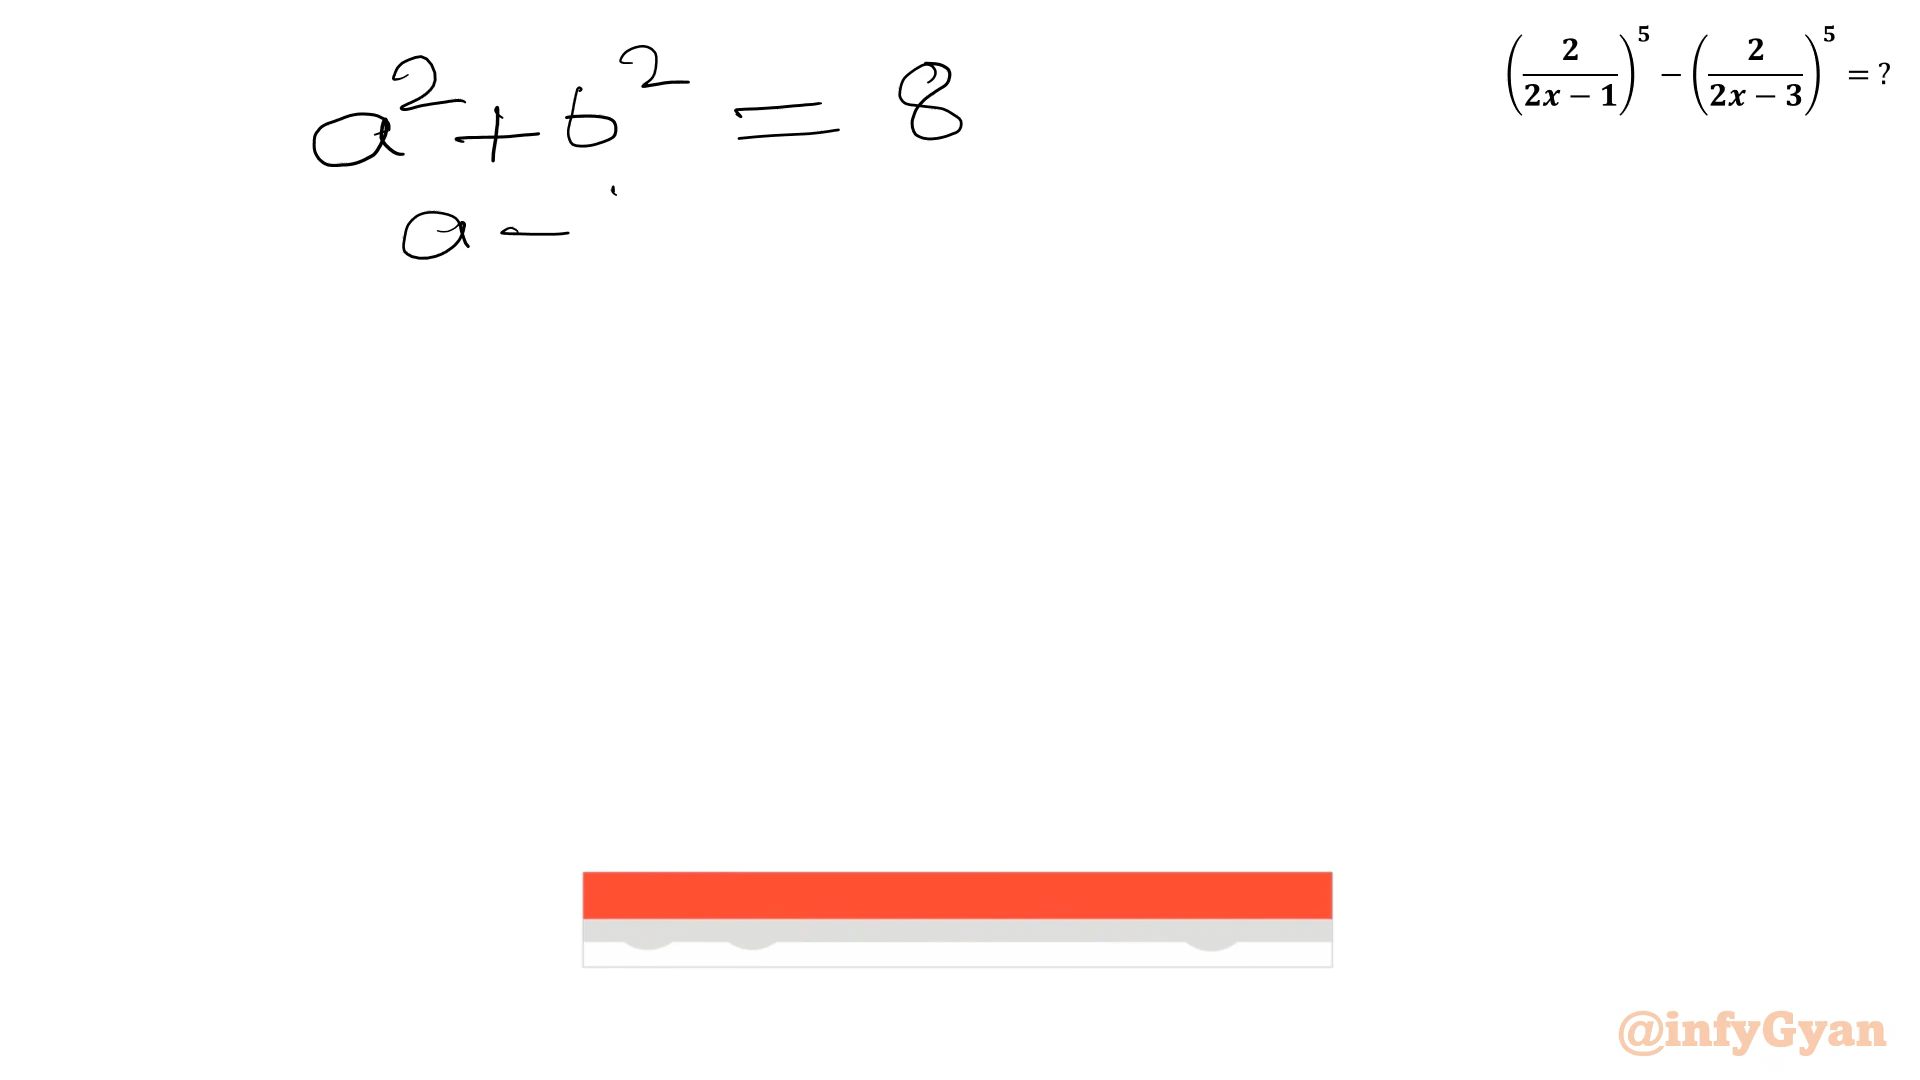 a² + b² = 8
(2/(2x − 1))⁵ − (2/(2x − 3))⁵ = ?
a −
@infyGyan